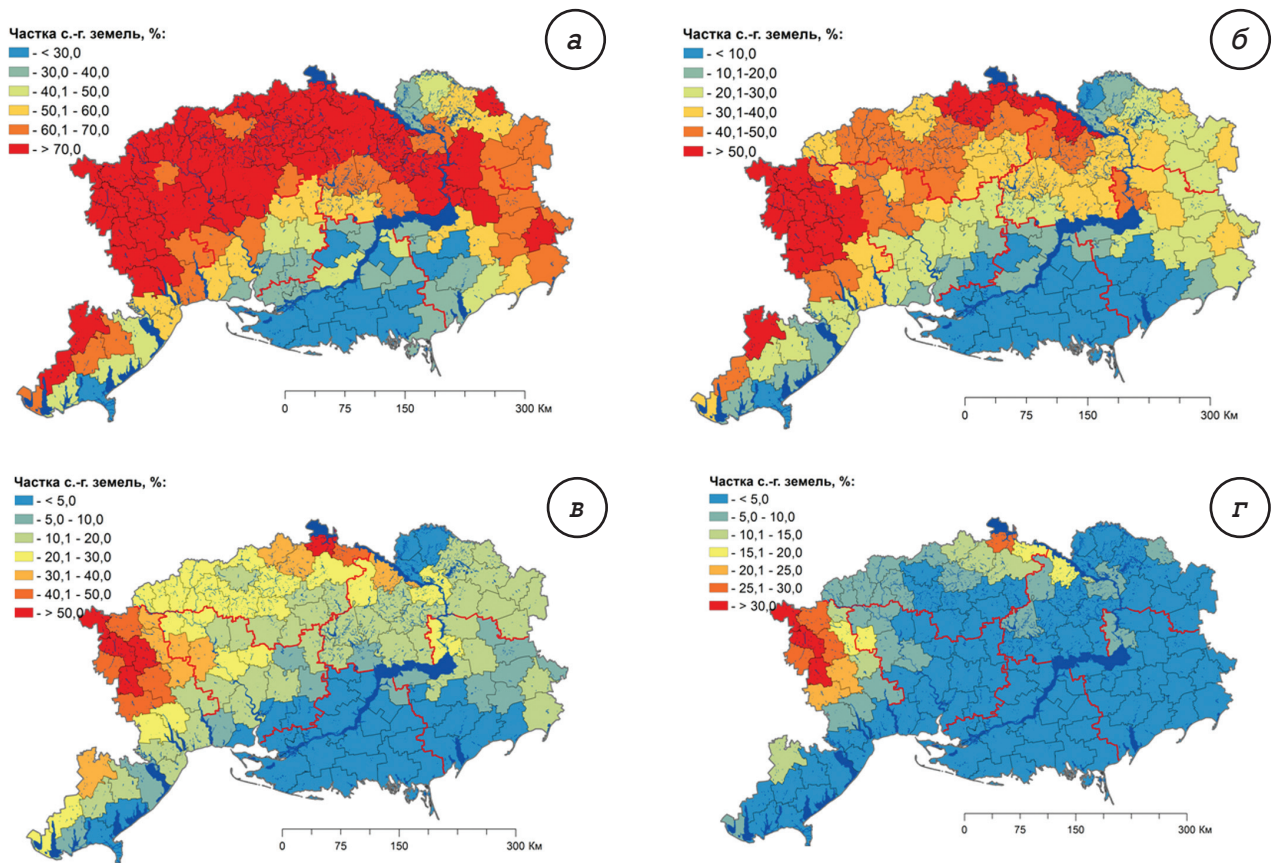 а
Частка с.-г. земель, %:
- < 30,0
- 30,0 - 40,0
- 40,1 - 50,0
- 50,1 - 60,0
- 60,1 - 70,0
- > 70,0
0 75 150 300 Км
б
Частка с.-г. земель, %:
- < 10,0
- 10,1-20,0
- 20,1-30,0
- 30,1-40,0
- 40,1-50,0
- > 50,0
0 75 150 300 Км
в
Частка с.-г. земель, %:
- < 5,0
- 5,0 - 10,0
- 10,1 - 20,0
- 20,1 - 30,0
- 30,1 - 40,0
- 40,1 - 50,0
- > 50,0
0 75 150 300 Км
г
Частка с.-г. земель, %:
- < 5,0
- 5,0 - 10,0
- 10,1 - 15,0
- 15,1 - 20,0
- 20,1 - 25,0
- 25,1 - 30,0
- > 30,0
0 75 150 300 Км